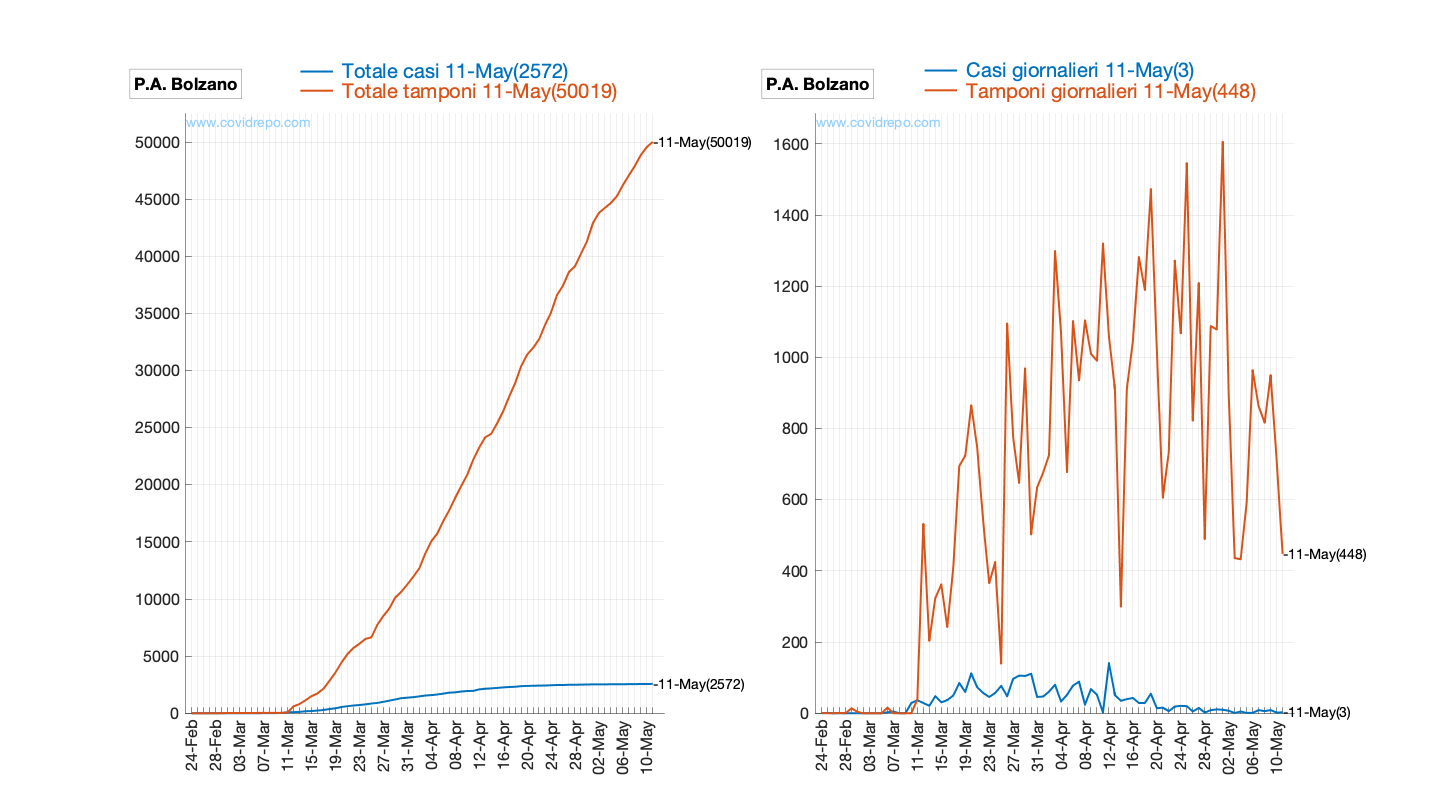 P.A. Bolzano
Totale casi 11-May(2572)
Totale tamponi 11-May(50019)
www.covidrepo.com
50000
45000
40000
35000
30000
25000
20000
15000
10000
5000
0
-11-May(50019)
-11-May(2572)
24-Feb
28-Feb
03-Mar
07-Mar
11-Mar
15-Mar
19-Mar
23-Mar
27-Mar
31-Mar
04-Apr
08-Apr
12-Apr
16-Apr
20-Apr
24-Apr
28-Apr
02-May
06-May
10-May
P.A. Bolzano
Casi giornalieri 11-May(3)
Tamponi giornalieri 11-May(448)
www.covidrepo.com
1600
1400
1200
1000
800
600
400
200
0
-11-May(448)
-11-May(3)
24-Feb
28-Feb
03-Mar
07-Mar
11-Mar
15-Mar
19-Mar
23-Mar
27-Mar
31-Mar
04-Apr
08-Apr
12-Apr
16-Apr
20-Apr
24-Apr
28-Apr
02-May
06-May
10-May